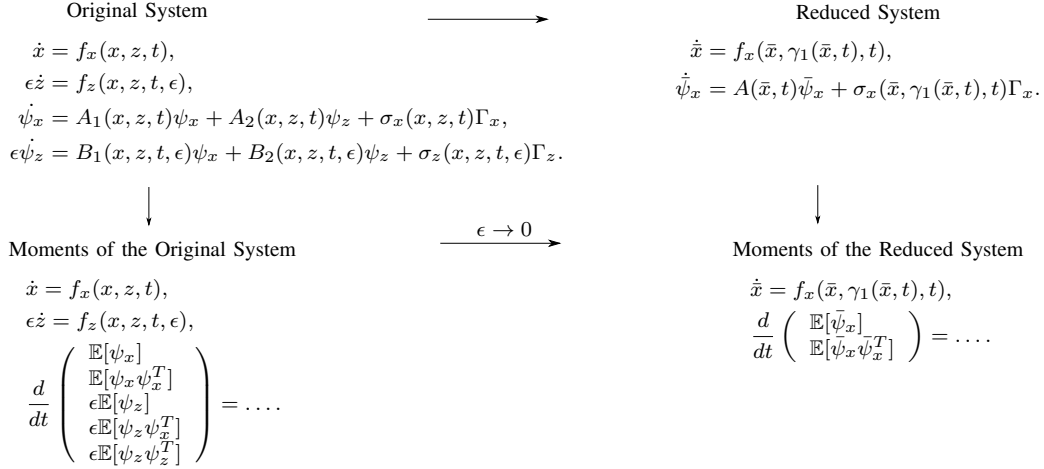 Original System
ẋ = f_x(x, z, t),
ϵż = f_z(x, z, t, ϵ),
ψ̇_x = A_1(x, z, t)ψ_x + A_2(x, z, t)ψ_z + σ_x(x, z, t)Γ_x,
ϵψ̇_z = B_1(x, z, t, ϵ)ψ_x + B_2(x, z, t, ϵ)ψ_z + σ_z(x, z, t, ϵ)Γ_z.
Reduced System
ẋ̄ = f_x(x̄, γ_1(x̄, t), t),
ψ̄̇_x = A(x̄, t)ψ̄_x + σ_x(x̄, γ_1(x̄, t), t)Γ_x.
Moments of the Original System
ẋ = f_x(x, z, t),
ϵż = f_z(x, z, t, ϵ),
d/dt ( 𝔼[ψ_x]
𝔼[ψ_xψ_x^T]
ϵ𝔼[ψ_z]
ϵ𝔼[ψ_zψ_x^T]
ϵ𝔼[ψ_zψ_z^T] ) = . . . .
ϵ → 0
Moments of the Reduced System
ẋ̄ = f_x(x̄, γ_1(x̄, t), t),
d/dt ( 𝔼[ψ̄_x]
𝔼[ψ̄_xψ̄_x^T] ) = . . . .